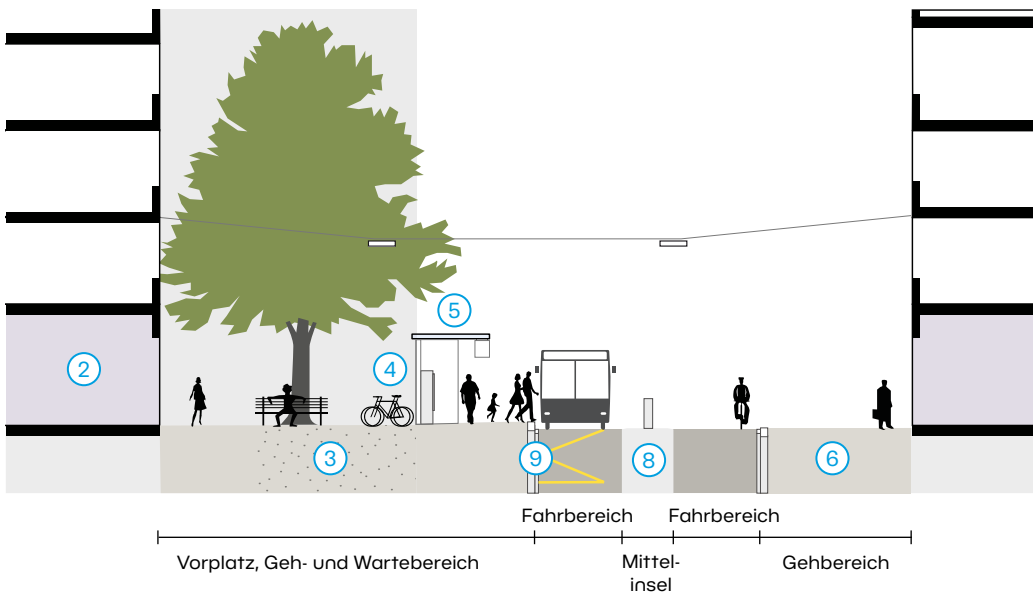 5
2
4
3
9
8
6
Fahrbereich
Fahrbereich
Vorplatz, Geh- und Wartebereich
Mittel-
insel
Gehbereich